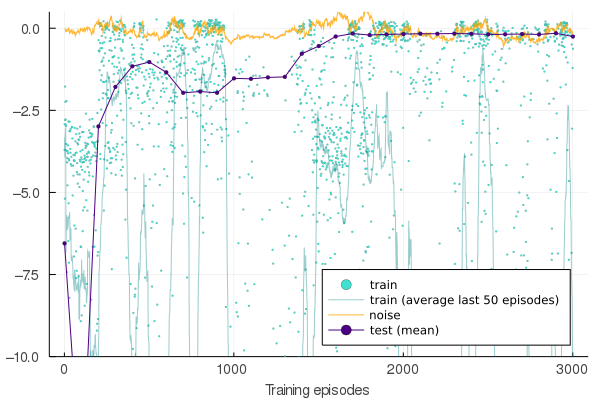 0.0
−2.5
−5.0
−7.5
−10.0
train
train (average last 50 episodes)
noise
test (mean)
0
1000
2000
3000
Training episodes